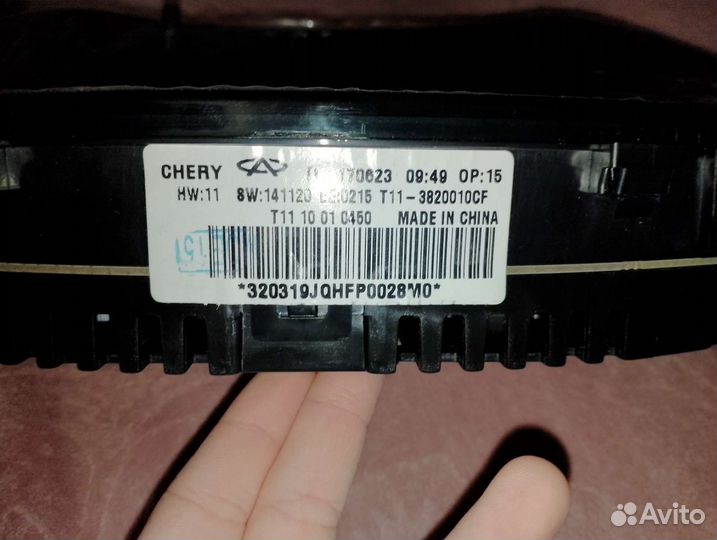 CHERY 170623 09:49 OP:15
HW:11 SW:141120 T11-3820010CF
T11 10 01 0450 MADE IN CHINA
15
*320319JQHFP0028M0*
Avito